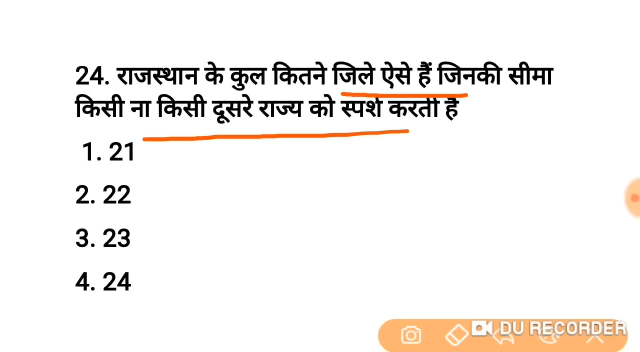 24. राजस्थान के कुल कितने जिले ऐसे हैं जिनकी सीमा
किसी ना किसी दूसरे राज्य को स्पर्श करती है
1. 21
2. 22
3. 23
4. 24
DU RECORDER